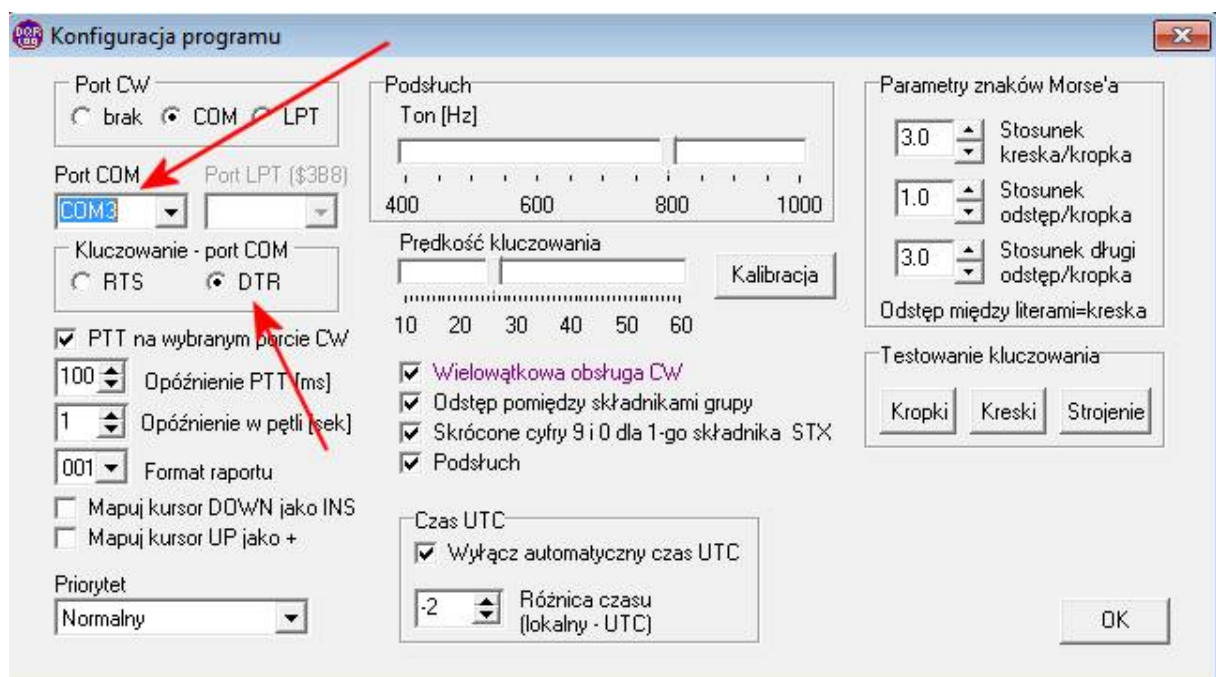 Konfiguracja programu
Port CW
brak COM LPT
Port COM
Port LPT ($3B8)
COM3
Kluczowanie - port COM
RTS DTR
PTT na wybranym porcie CW
100 Opóźnienie PTT [ms]
1 Opóźnienie w pętli [sek]
001 Format raportu
Mapuj kursor DOWN jako INS
Mapuj kursor UP jako +
Priorytet
Normalny
Podsłuch
Ton [Hz]
400 600 800 1000
Prędkość kluczowania
10 20 30 40 50 60
Kalibracja
Wielowątkowa obsługa CW
Odstęp pomiędzy składnikami grupy
Skrócone cyfry 9 i 0 dla 1-go składnika STX
Podsłuch
Czas UTC
Wyłącz automatyczny czas UTC
-2 Różnica czasu
(lokalny - UTC)
Parametry znaków Morse'a
3.0 Stosunek
kreska/kropka
1.0 Stosunek
odstęp/kropka
3.0 Stosunek długi
odstęp/kropka
Odstęp między literami=kreska
Testowanie kluczowania
Kropki Kreski Strojenie
OK